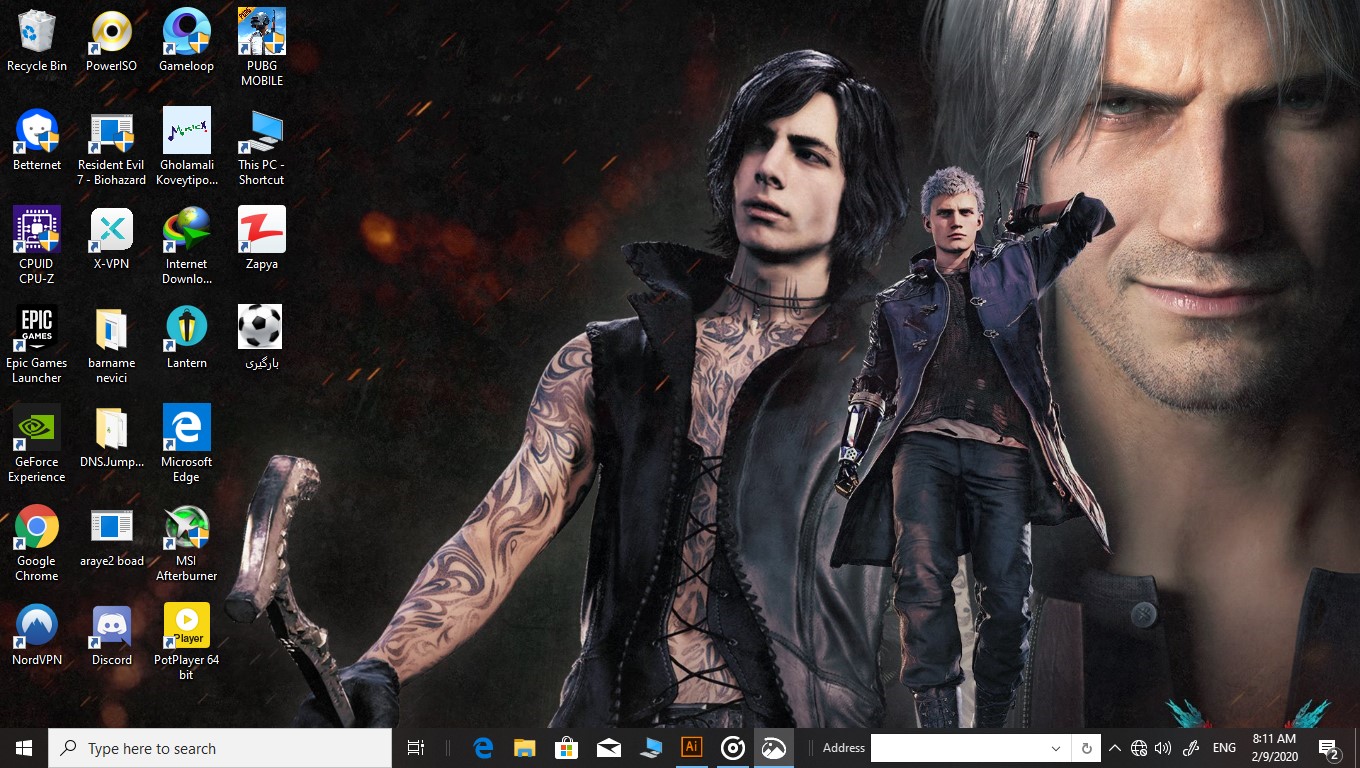 Recycle Bin
PowerISO
Gameloop
PUBG
MOBILE
Betternet
Resident Evil
7 - Biohazard
MusicX
Gholamali
Koveytipo...
This PC -
Shortcut
CPUID
CPU-Z
X-VPN
Internet
Downlo...
Zapya
EPIC
GAMES
Epic Games
Launcher
barname
nevici
Lantern
بارگیری
GeForce
Experience
DNSJump...
Microsoft
Edge
Google
Chrome
araye2 boad
MSI
Afterburner
NordVPN
Discord
Player
PotPlayer 64
bit
Type here to search
Ai
Address
ENG
8:11 AM
2/9/2020
2